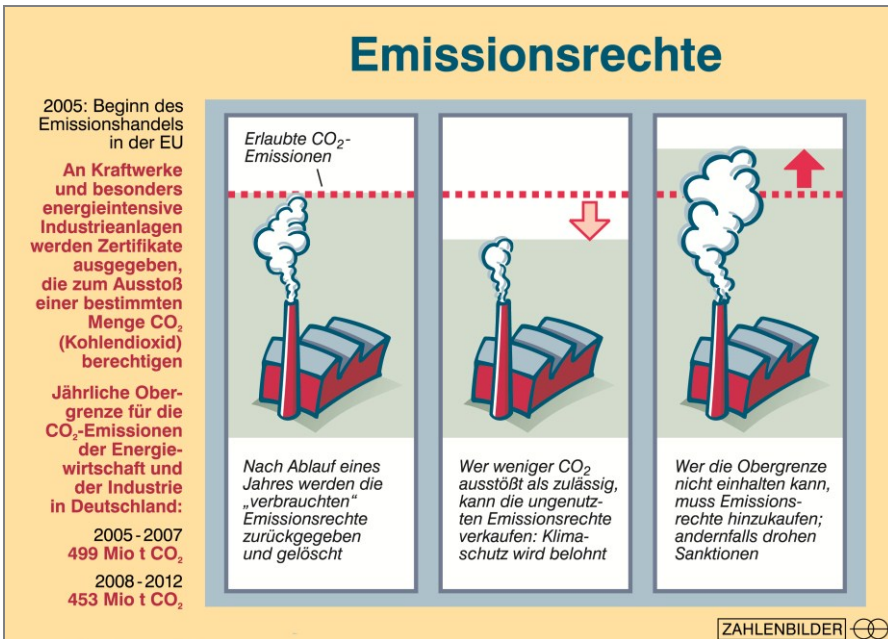 Emissionsrechte
2005: Beginn des
Emissionshandels
in der EU
An Kraftwerke
und besonders
energieintensive
Industrieanlagen
werden Zertifikate
ausgegeben,
die zum Ausstoß
einer bestimmten
Menge CO₂
(Kohlendioxid)
berechtigen
Jährliche Ober-
grenze für die
CO₂-Emissionen
der Energie-
wirtschaft und
der Industrie
in Deutschland:
2005-2007
499 Mio t CO₂
2008-2012
453 Mio t CO₂
Erlaubte CO₂-
Emissionen
Nach Ablauf eines
Jahres werden die
„verbrauchten“
Emissionsrechte
zurückgegeben
und gelöscht
Wer weniger CO₂
ausstößt als zulässig,
kann die ungenutz-
ten Emissionsrechte
verkaufen: Klima-
schutz wird belohnt
Wer die Obergrenze
nicht einhalten kann,
muss Emissions-
rechte hinzukaufen;
andernfalls drohen
Sanktionen
ZAHLENBILDER